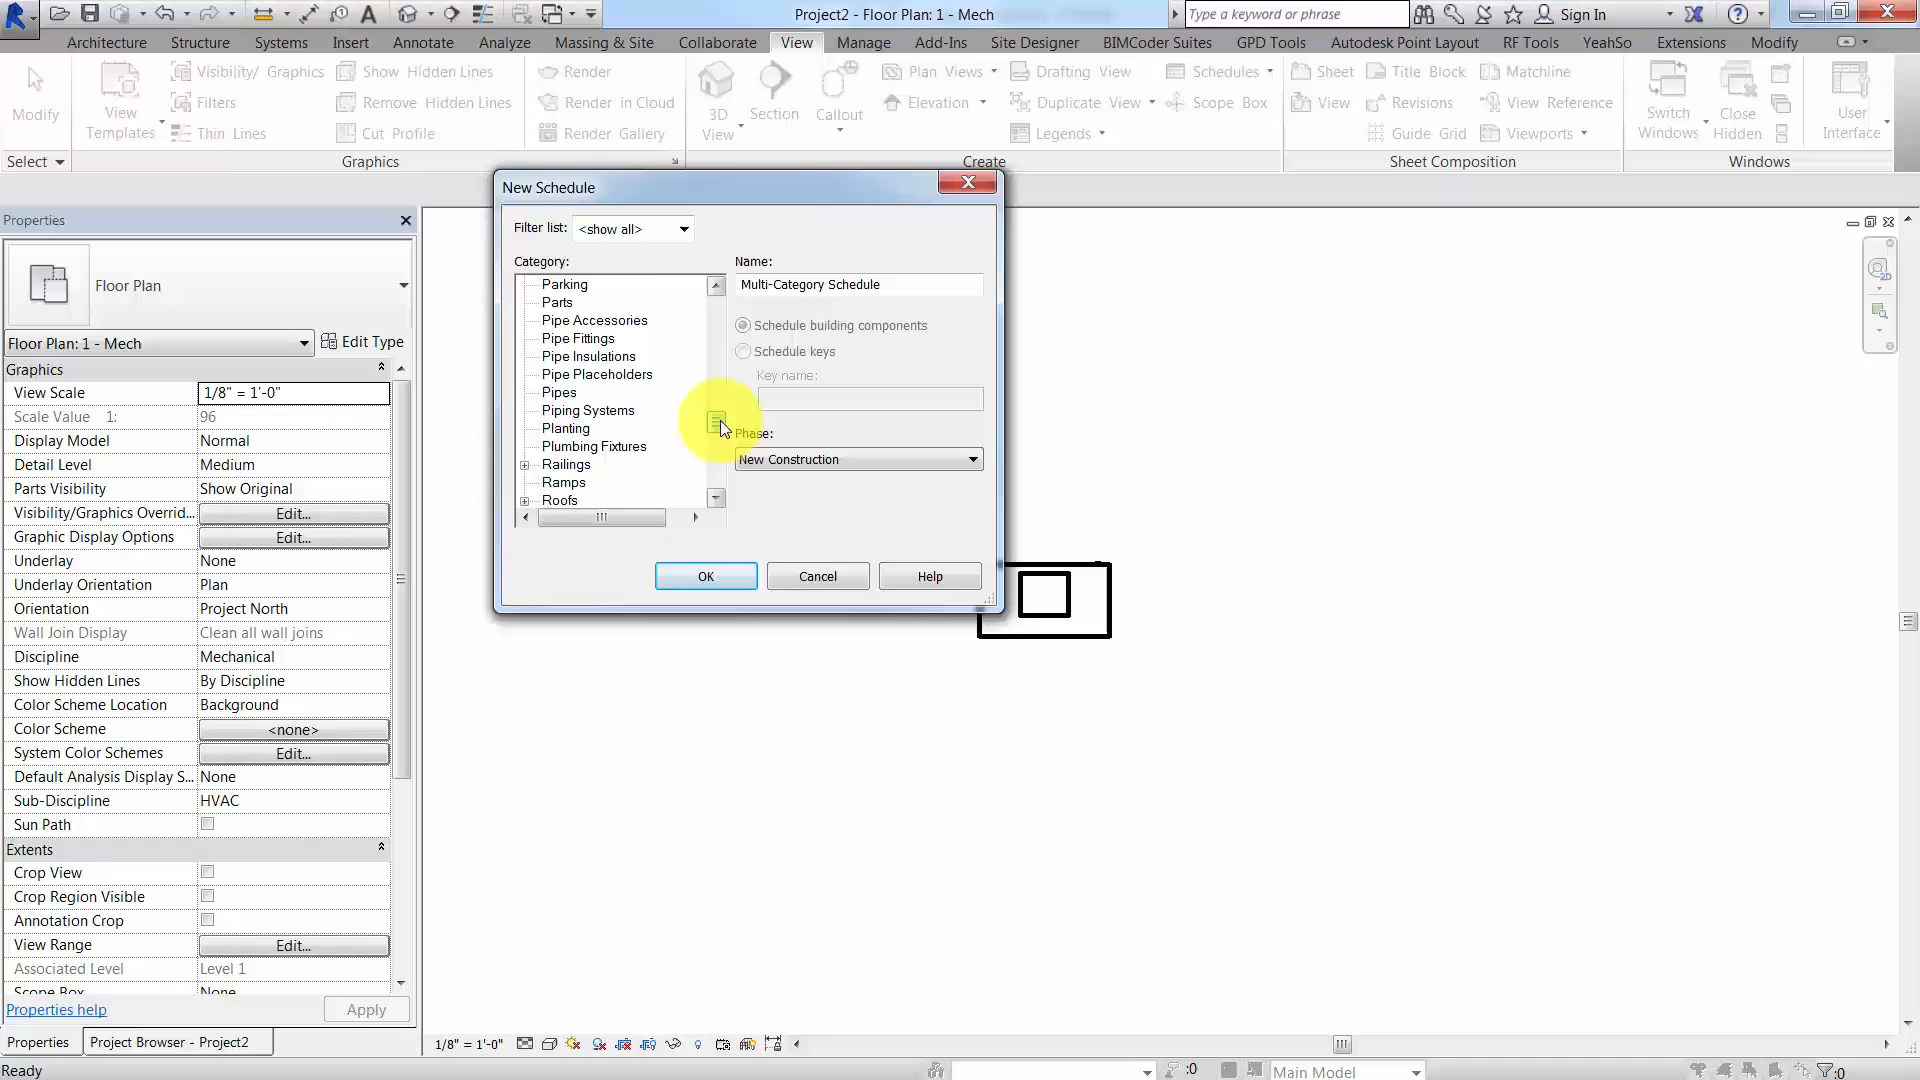 Project2 - Floor Plan: 1 - Mech
Type a keyword or phrase
Sign In
Architecture Structure Systems Insert Annotate Analyze Massing & Site Collaborate View Manage Add-Ins Site Designer BIMCoder Suites GPD Tools Autodesk Point Layout RF Tools YeahSo Extensions Modify
Modify
View Templates
Visibility/ Graphics
Filters
Thin Lines
Show Hidden Lines
Remove Hidden Lines
Cut Profile
Render
Render in Cloud
Render Gallery
3D View
Section
Callout
Plan Views
Elevation
Drafting View
Duplicate View
Legends
Schedules
Scope Box
Sheet
View
Title Block
Revisions
Guide Grid
Matchline
View Reference
Viewports
Switch Windows
Close Hidden
User Interface
Select Graphics Create Sheet Composition Windows
Properties
Floor Plan
Floor Plan: 1 - Mech Edit Type
Graphics
View Scale 1/8" = 1'-0"
Scale Value 1: 96
Display Model Normal
Detail Level Medium
Parts Visibility Show Original
Visibility/Graphics Overrid... Edit...
Graphic Display Options Edit...
Underlay None
Underlay Orientation Plan
Orientation Project North
Wall Join Display Clean all wall joins
Discipline Mechanical
Show Hidden Lines By Discipline
Color Scheme Location Background
Color Scheme <none>
System Color Schemes Edit...
Default Analysis Display S... None
Sub-Discipline HVAC
Sun Path
Extents
Crop View
Crop Region Visible
Annotation Crop
View Range Edit...
Associated Level Level 1
Scope Box None
Properties help Apply
Properties Project Browser - Project2
Ready
New Schedule
Filter list: <show all>
Category:
Parking
Parts
Pipe Accessories
Pipe Fittings
Pipe Insulations
Pipe Placeholders
Pipes
Piping Systems
Planting
Plumbing Fixtures
Railings
Ramps
Roofs
Name:
Multi-Category Schedule
Schedule building components
Schedule keys
Key name:
Phase:
New Construction
OK Cancel Help
2D
1/8" = 1'-0"
:0 Main Model :0